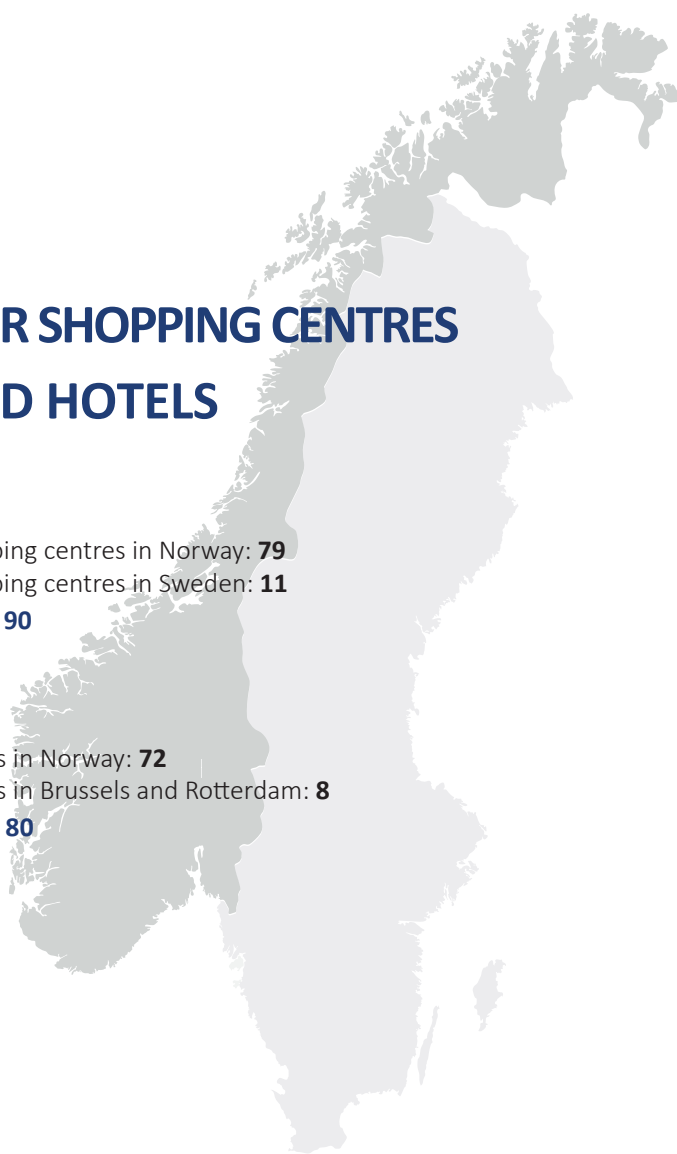 R SHOPPING CENTRES
D HOTELS
ping centres in Norway: 79
ping centres in Sweden: 11
90
s in Norway: 72
s in Brussels and Rotterdam: 8
80